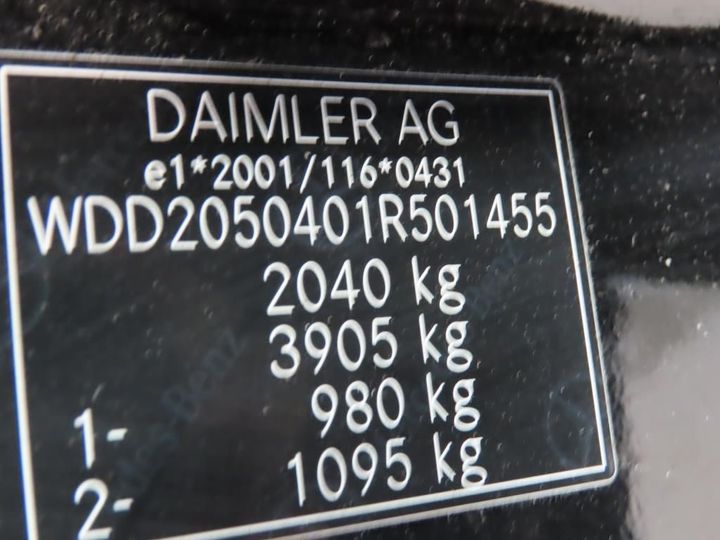 DAIMLER AG
e1*2001/116*0431
WDD2050401R501455
2040 kg
3905 kg
1- 980 kg
2- 1095 kg